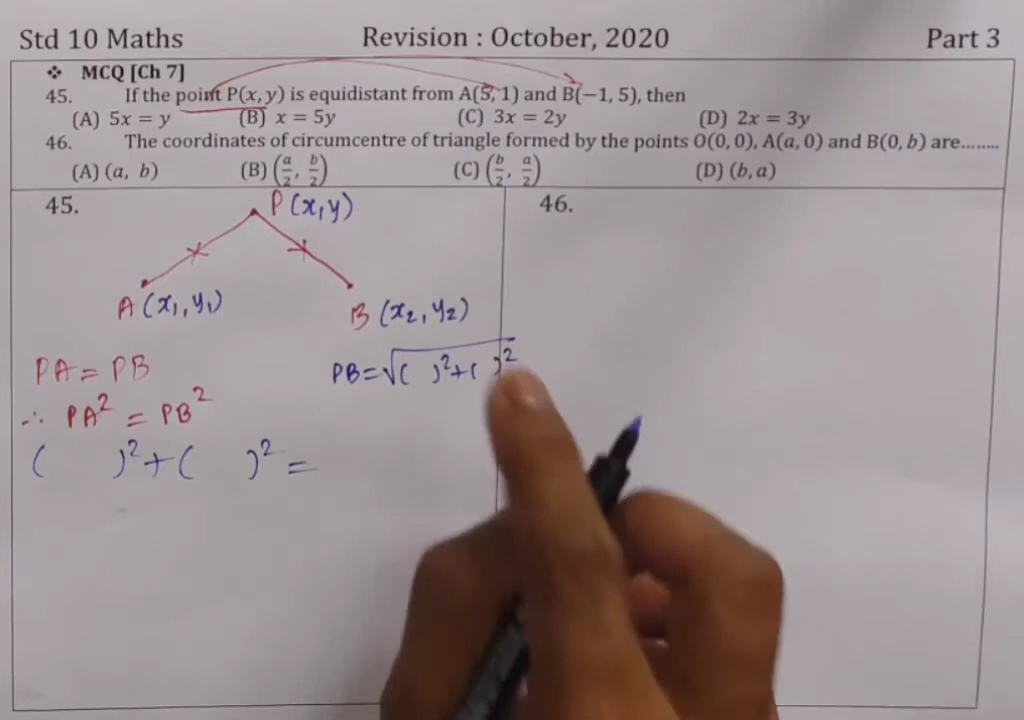 Std 10 Maths Revision : October, 2020 Part 3
❖ MCQ [Ch 7]
45. If the point P(x, y) is equidistant from A(5, 1) and B(−1, 5), then
(A) 5x = y (B) x = 5y (C) 3x = 2y (D) 2x = 3y
46. The coordinates of circumcentre of triangle formed by the points O(0, 0), A(a, 0) and B(0, b) are........
(A) (a, b) (B) (a/2, b/2) (C) (b/2, a/2) (D) (b, a)
45. P (x, y)
A (x₁, y₁) B (x₂, y₂)
PA = PB
PB = √( )² + ( )²
∴ PA² = PB²
( )² + ( )² =
46.